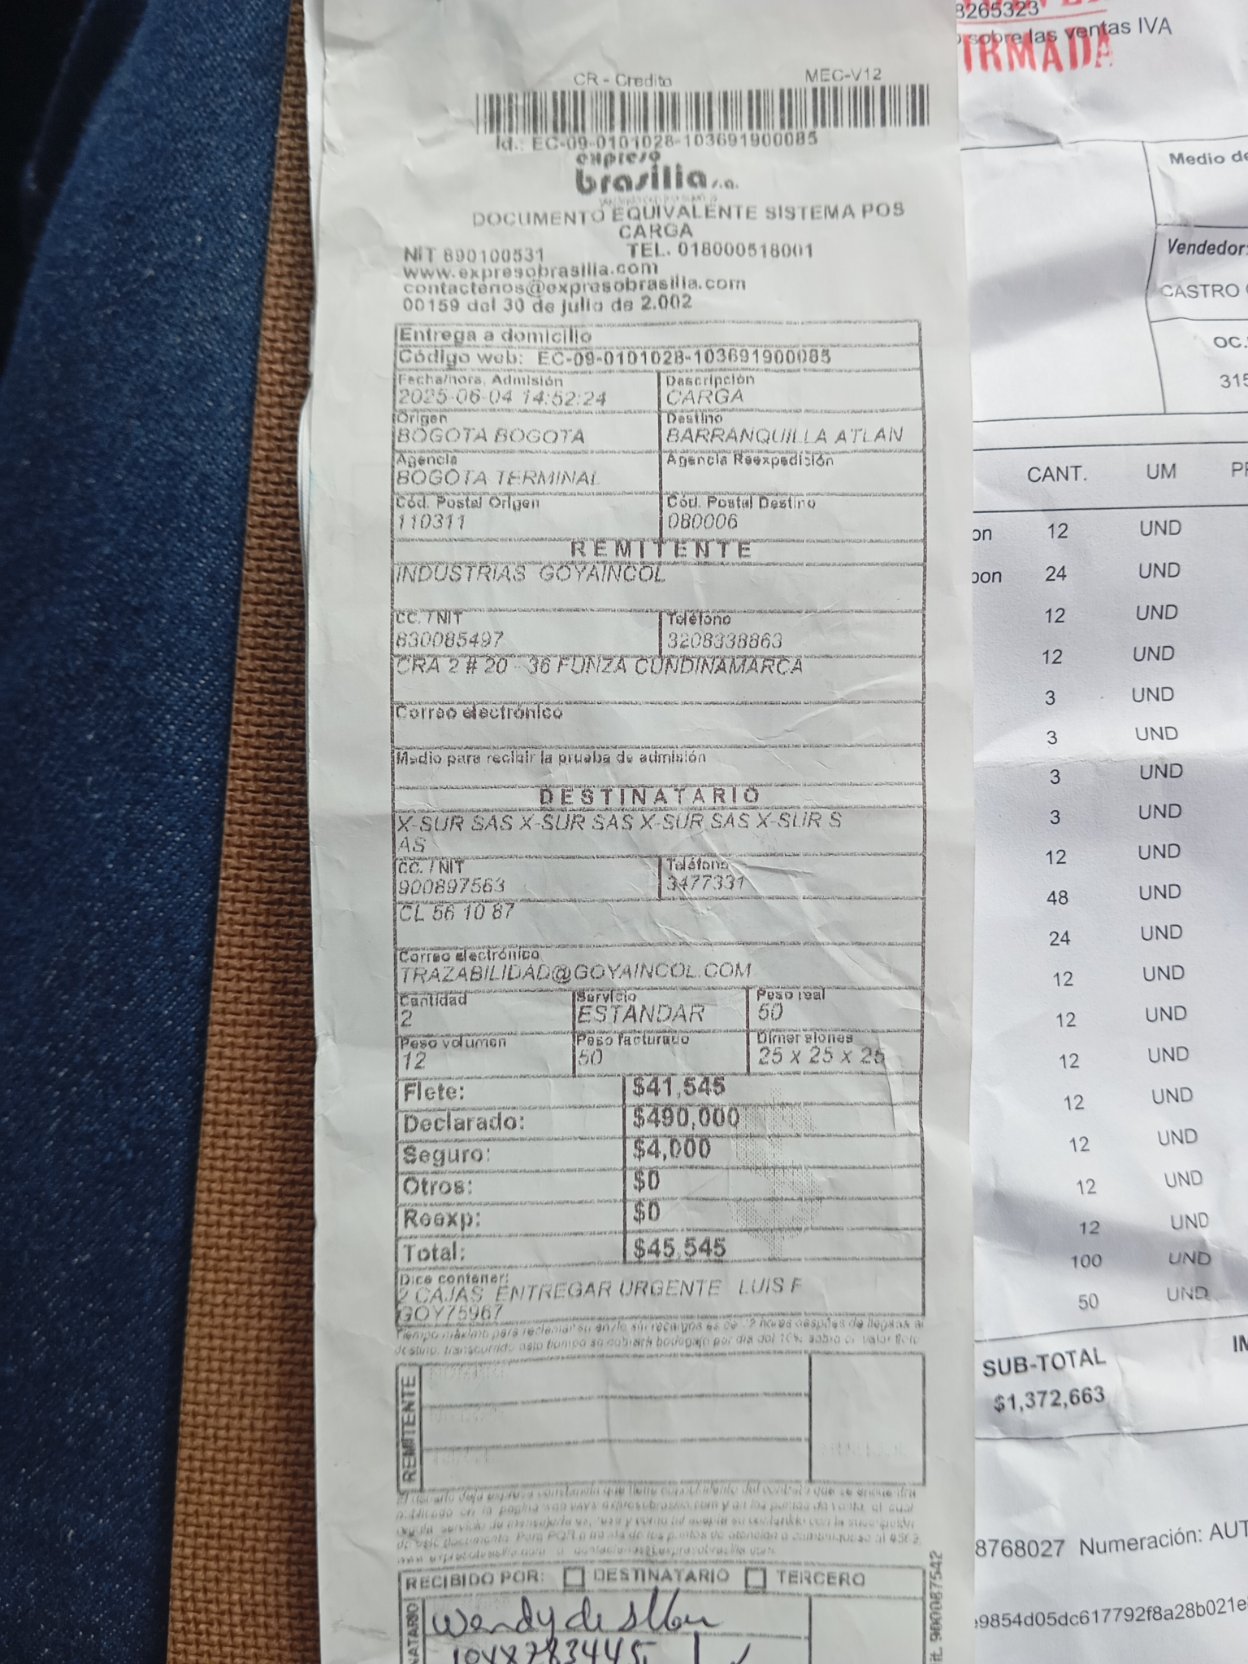 CR - Credito MEC-V12
Id.: EC-09-0101028-103691900085
expreso
brasilia s.a.
DOCUMENTO EQUIVALENTE SISTEMA POS
CARGA
NIT 890100531 TEL. 018000518001
www.expresobrasilia.com
contactenos@expresobrasilia.com
00159 del 30 de julio de 2.002
Entrega a domicilio
Código web: EC-09-0101028-103691900085
Fecha/hora, Admisión Descripción
2025-06-04 14:52:24 CARGA
Origen Destino
BOGOTA BOGOTA BARRANQUILLA ATLAN
Agencia Agencia Reexpedición
BOGOTA TERMINAL
Cód. Postal Origen Cód. Postal Destino
110311 080006
REMITENTE
INDUSTRIAS GOYAINCOL
CC. / NIT Teléfono
830085497 3208338863
CRA 2 # 20 - 36 FUNZA CUNDINAMARCA
Correo electrónico
Medio para recibir la prueba de admisión
DESTINATARIO
X-SUR SAS X-SUR SAS X-SUR SAS X-SUR S
AS
CC. / NIT Teléfono
900897563 3477331
CL 56 10 87
Correo electrónico
TRAZABILIDAD@GOYAINCOL.COM
Cantidad Servicio Peso real
2 ESTANDAR 50
Peso volumen Peso facturado Dimensiones
12 50 25 x 25 x 25
Flete: $41,545
Declarado: $490,000
Seguro: $4,000
Otros: $0
Reexp: $0
Total: $45,545
Dice contener:
2 CAJAS ENTREGAR URGENTE LUIS F
GOY75967
REMITENTE
RECIBIDO POR: DESTINATARIO TERCERO
Wendy de
NATARIO
it. 900087542
8265323
sobre las ventas IVA
IRMADA
Medio de
Vendedor:
CASTRO
OC.
315
CANT. UM
on 12 UND
bon 24 UND
12 UND
12 UND
3 UND
3 UND
3 UND
3 UND
12 UND
48 UND
24 UND
12 UND
12 UND
12 UND
12 UND
12 UND
12 UND
12 UND
100 UND
50 UND
SUB-TOTAL
$1,372,663
8768027 Numeración: AUT
9854d05dc617792f8a28b021e